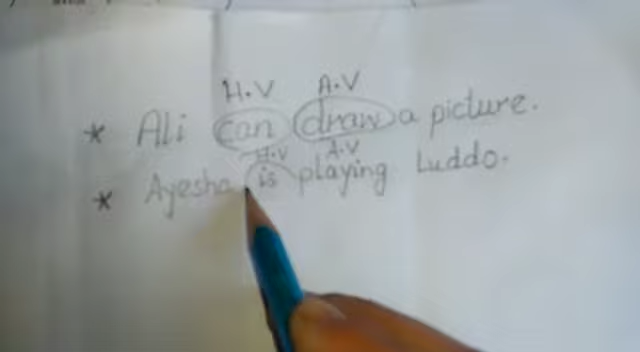 H.V A.V
* Ali can draw a picture.
H.V A.V
* Ayesha is playing Luddo.